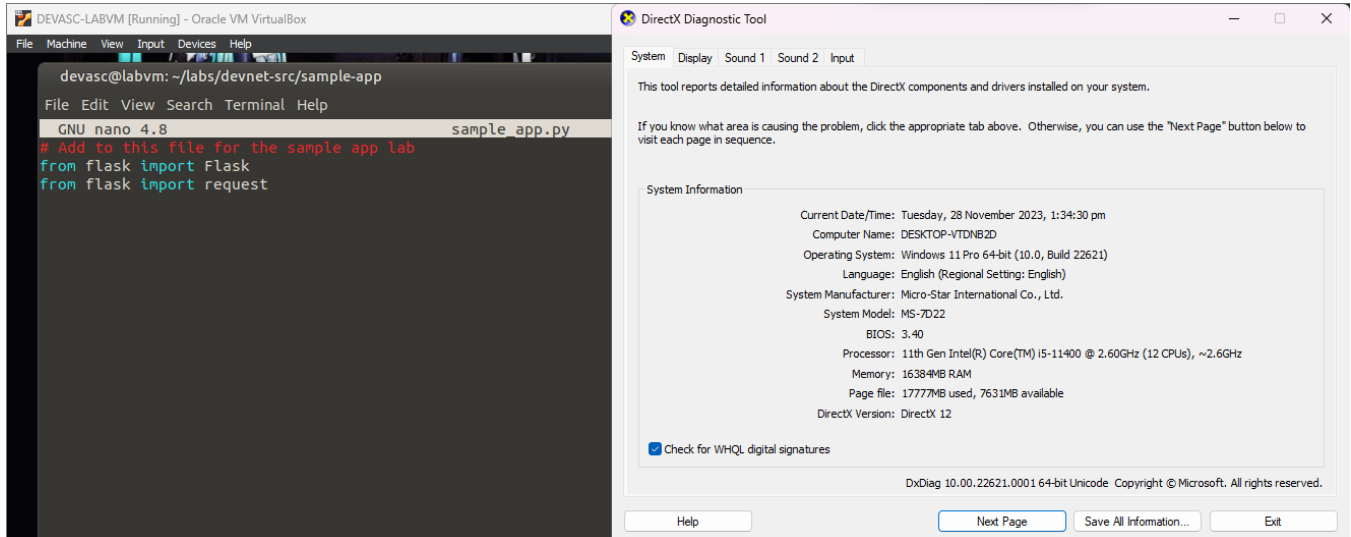 DEVASC-LABVM [Running] - Oracle VM VirtualBox
File Machine View Input Devices Help
devasc@labvm: ~/labs/devnet-src/sample-app
File Edit View Search Terminal Help
GNU nano 4.8 sample_app.py
# Add to this file for the sample app lab
from flask import Flask
from flask import request
DirectX Diagnostic Tool
System Display Sound 1 Sound 2 Input
This tool reports detailed information about the DirectX components and drivers installed on your system.
If you know what area is causing the problem, click the appropriate tab above. Otherwise, you can use the "Next Page" button below to
visit each page in sequence.
System Information
Current Date/Time: Tuesday, 28 November 2023, 1:34:30 pm
Computer Name: DESKTOP-VTDNB2D
Operating System: Windows 11 Pro 64-bit (10.0, Build 22621)
Language: English (Regional Setting: English)
System Manufacturer: Micro-Star International Co., Ltd.
System Model: MS-7D22
BIOS: 3.40
Processor: 11th Gen Intel(R) Core(TM) i5-11400 @ 2.60GHz (12 CPUs), ~2.6GHz
Memory: 16384MB RAM
Page file: 17777MB used, 7631MB available
DirectX Version: DirectX 12
Check for WHQL digital signatures
DxDiag 10.00.22621.0001 64-bit Unicode Copyright © Microsoft. All rights reserved.
Help Next Page Save All Information... Exit